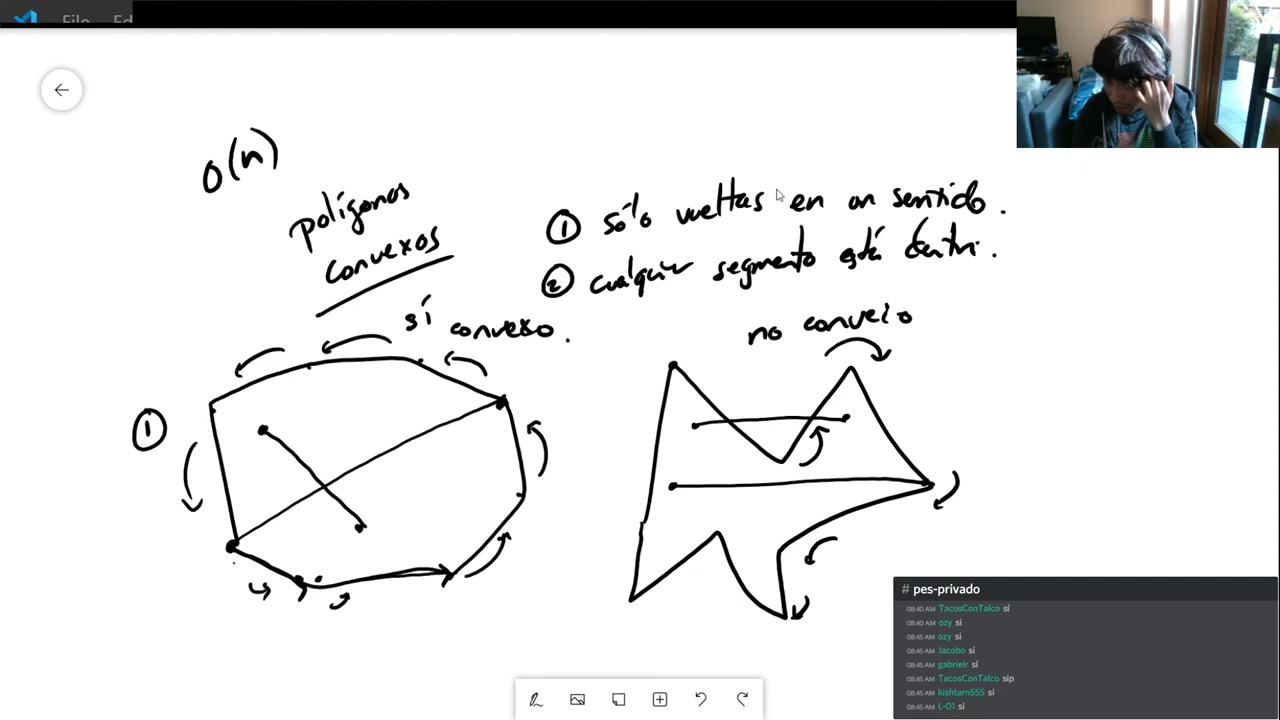 File Ed
O(n)
polígonos
convexos
① sólo vueltas en un sentido.
② cualquier segmento está dentri.
sí convexo.
no convexo
①
# pes-privado
08:40 AM TacosConTalco sí
08:40 AM ozy si
08:45 AM ozy si
08:45 AM Jacobo si
08:45 AM gabrielr sí
08:45 AM TacosConTalco sip
08:45 AM kishtarn555 si
08:45 AM L-01 si